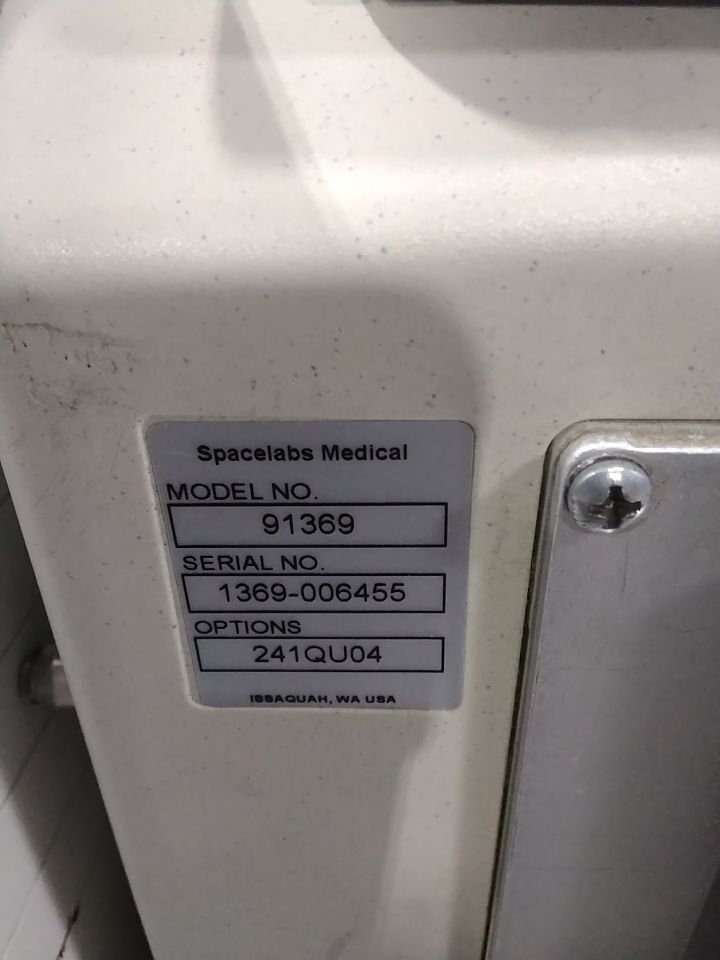 Spacelabs Medical
MODEL NO.
91369
SERIAL NO.
1369-006455
OPTIONS
241QU04
ISSAQUAH, WA USA